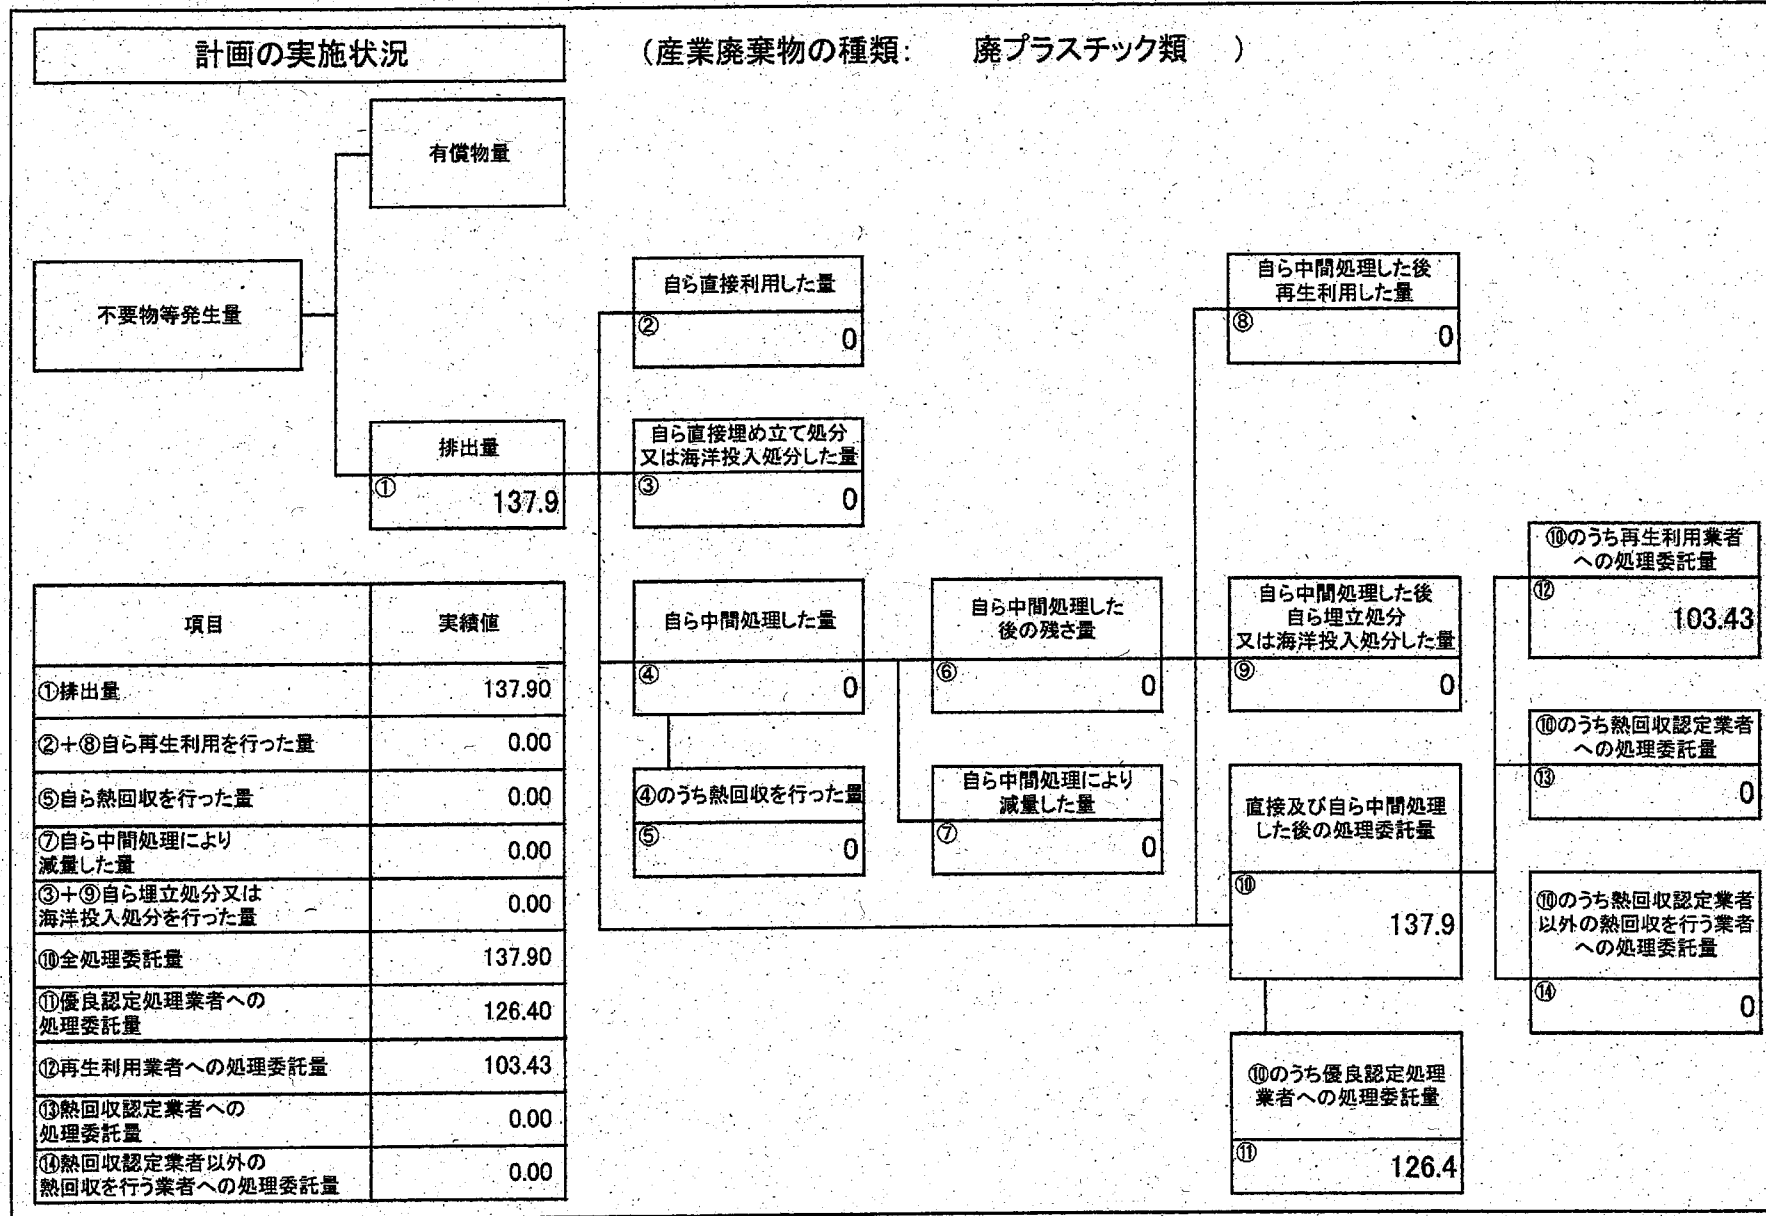 計画の実施状況
（産業廃棄物の種類： 廃プラスチック類 ）
有償物量
不要物等発生量
自ら直接利用した量
② 0
自ら中間処理した後
再生利用した量
⑧ 0
排出量
① 137.9
自ら直接埋め立て処分
又は海洋投入処分した量
③ 0
⑩のうち再生利用業者
への処理委託量
⑫ 103.43
自ら中間処理した量
④ 0
自ら中間処理した
後の残さ量
⑥ 0
自ら中間処理した後
自ら埋立処分
又は海洋投入処分した量
⑨ 0
⑩のうち熱回収認定業者
への処理委託量
⑬ 0
④のうち熱回収を行った量
⑤ 0
自ら中間処理により
減量した量
⑦ 0
直接及び自ら中間処理
した後の処理委託量
⑩ 137.9
⑩のうち熱回収認定業者
以外の熱回収を行う業者
への処理委託量
⑭ 0
⑩のうち優良認定処理
業者への処理委託量
⑪ 126.4
項目 実績値
①排出量 137.90
②＋⑧自ら再生利用を行った量 0.00
⑤自ら熱回収を行った量 0.00
⑦自ら中間処理により
減量した量 0.00
③＋⑨自ら埋立処分又は
海洋投入処分を行った量 0.00
⑩全処理委託量 137.90
⑪優良認定処理業者への
処理委託量 126.40
⑫再生利用業者への処理委託量 103.43
⑬熱回収認定業者への
処理委託量 0.00
⑭熱回収認定業者以外の
熱回収を行う業者への処理委託量 0.00